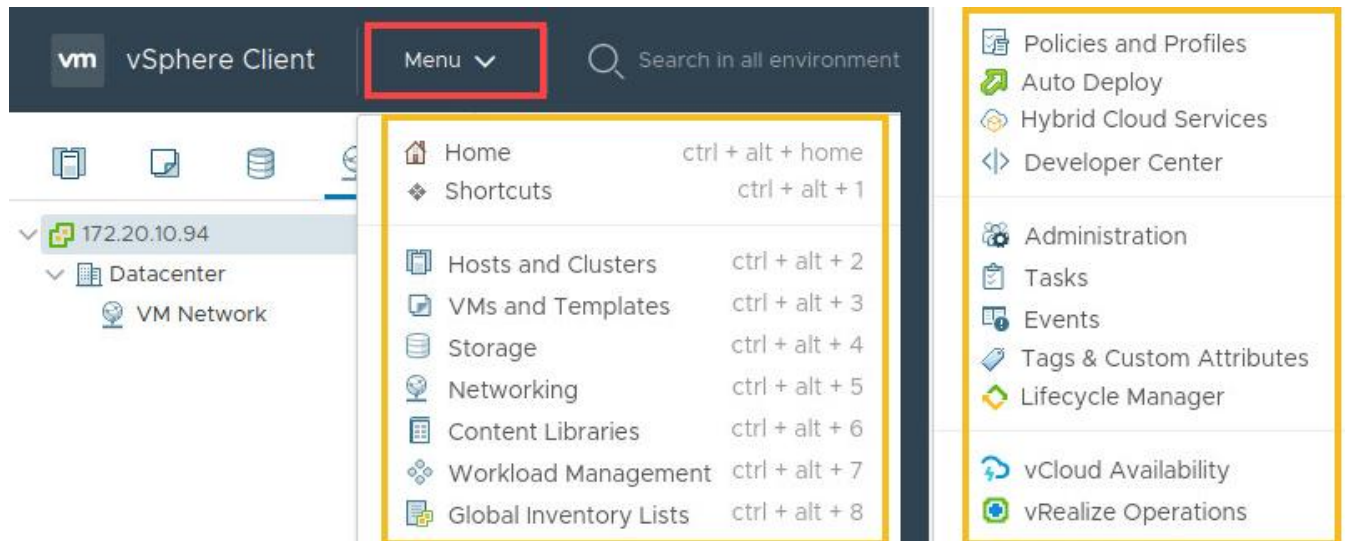 vm vSphere Client Menu Search in all environment
172.20.10.94
Datacenter
VM Network
Home ctrl + alt + home
Shortcuts ctrl + alt + 1
Hosts and Clusters ctrl + alt + 2
VMs and Templates ctrl + alt + 3
Storage ctrl + alt + 4
Networking ctrl + alt + 5
Content Libraries ctrl + alt + 6
Workload Management ctrl + alt + 7
Global Inventory Lists ctrl + alt + 8
Policies and Profiles
Auto Deploy
Hybrid Cloud Services
Developer Center
Administration
Tasks
Events
Tags & Custom Attributes
Lifecycle Manager
vCloud Availability
vRealize Operations